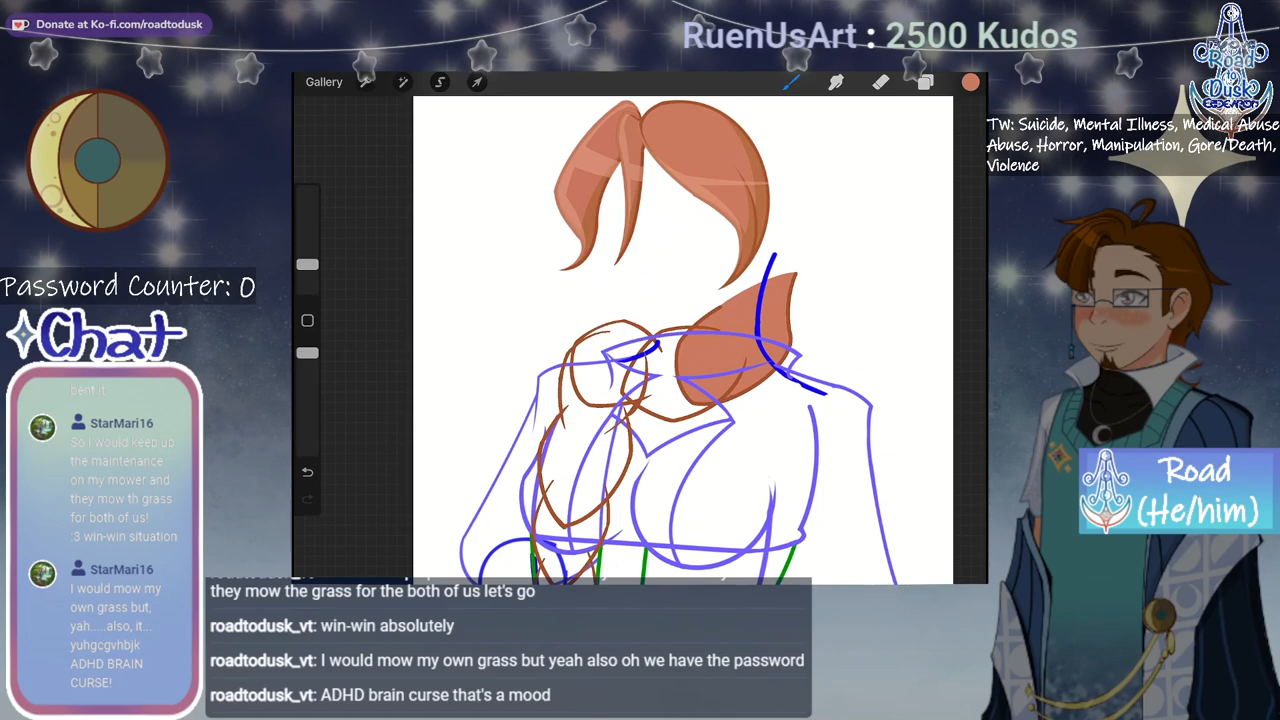 Donate at Ko-fi.com/roadtodusk
RuenUsArt : 2500 Kudos
Road
to
Dusk
Gallery
Tw: Suicide, Mental Illness, Medical Abuse
Abuse, Horror, Manipulation, Gore/Death,
Violence
Password Counter: 0
Chat
bent it
StarMari16
So I would keep up
the maintenance
on my mower and
they mow th grass
for both of us!
:3 win-win situation
StarMari16
I would mow my
own grass but,
yah.....also, it...
yuhgcgvhbjk
ADHD BRAIN
CURSE!
Road
(He/him)
they mow the grass for the both of us let's go
roadtodusk_vt: win-win absolutely
roadtodusk_vt: I would mow my own grass but yeah also oh we have the password
roadtodusk_vt: ADHD brain curse that's a mood